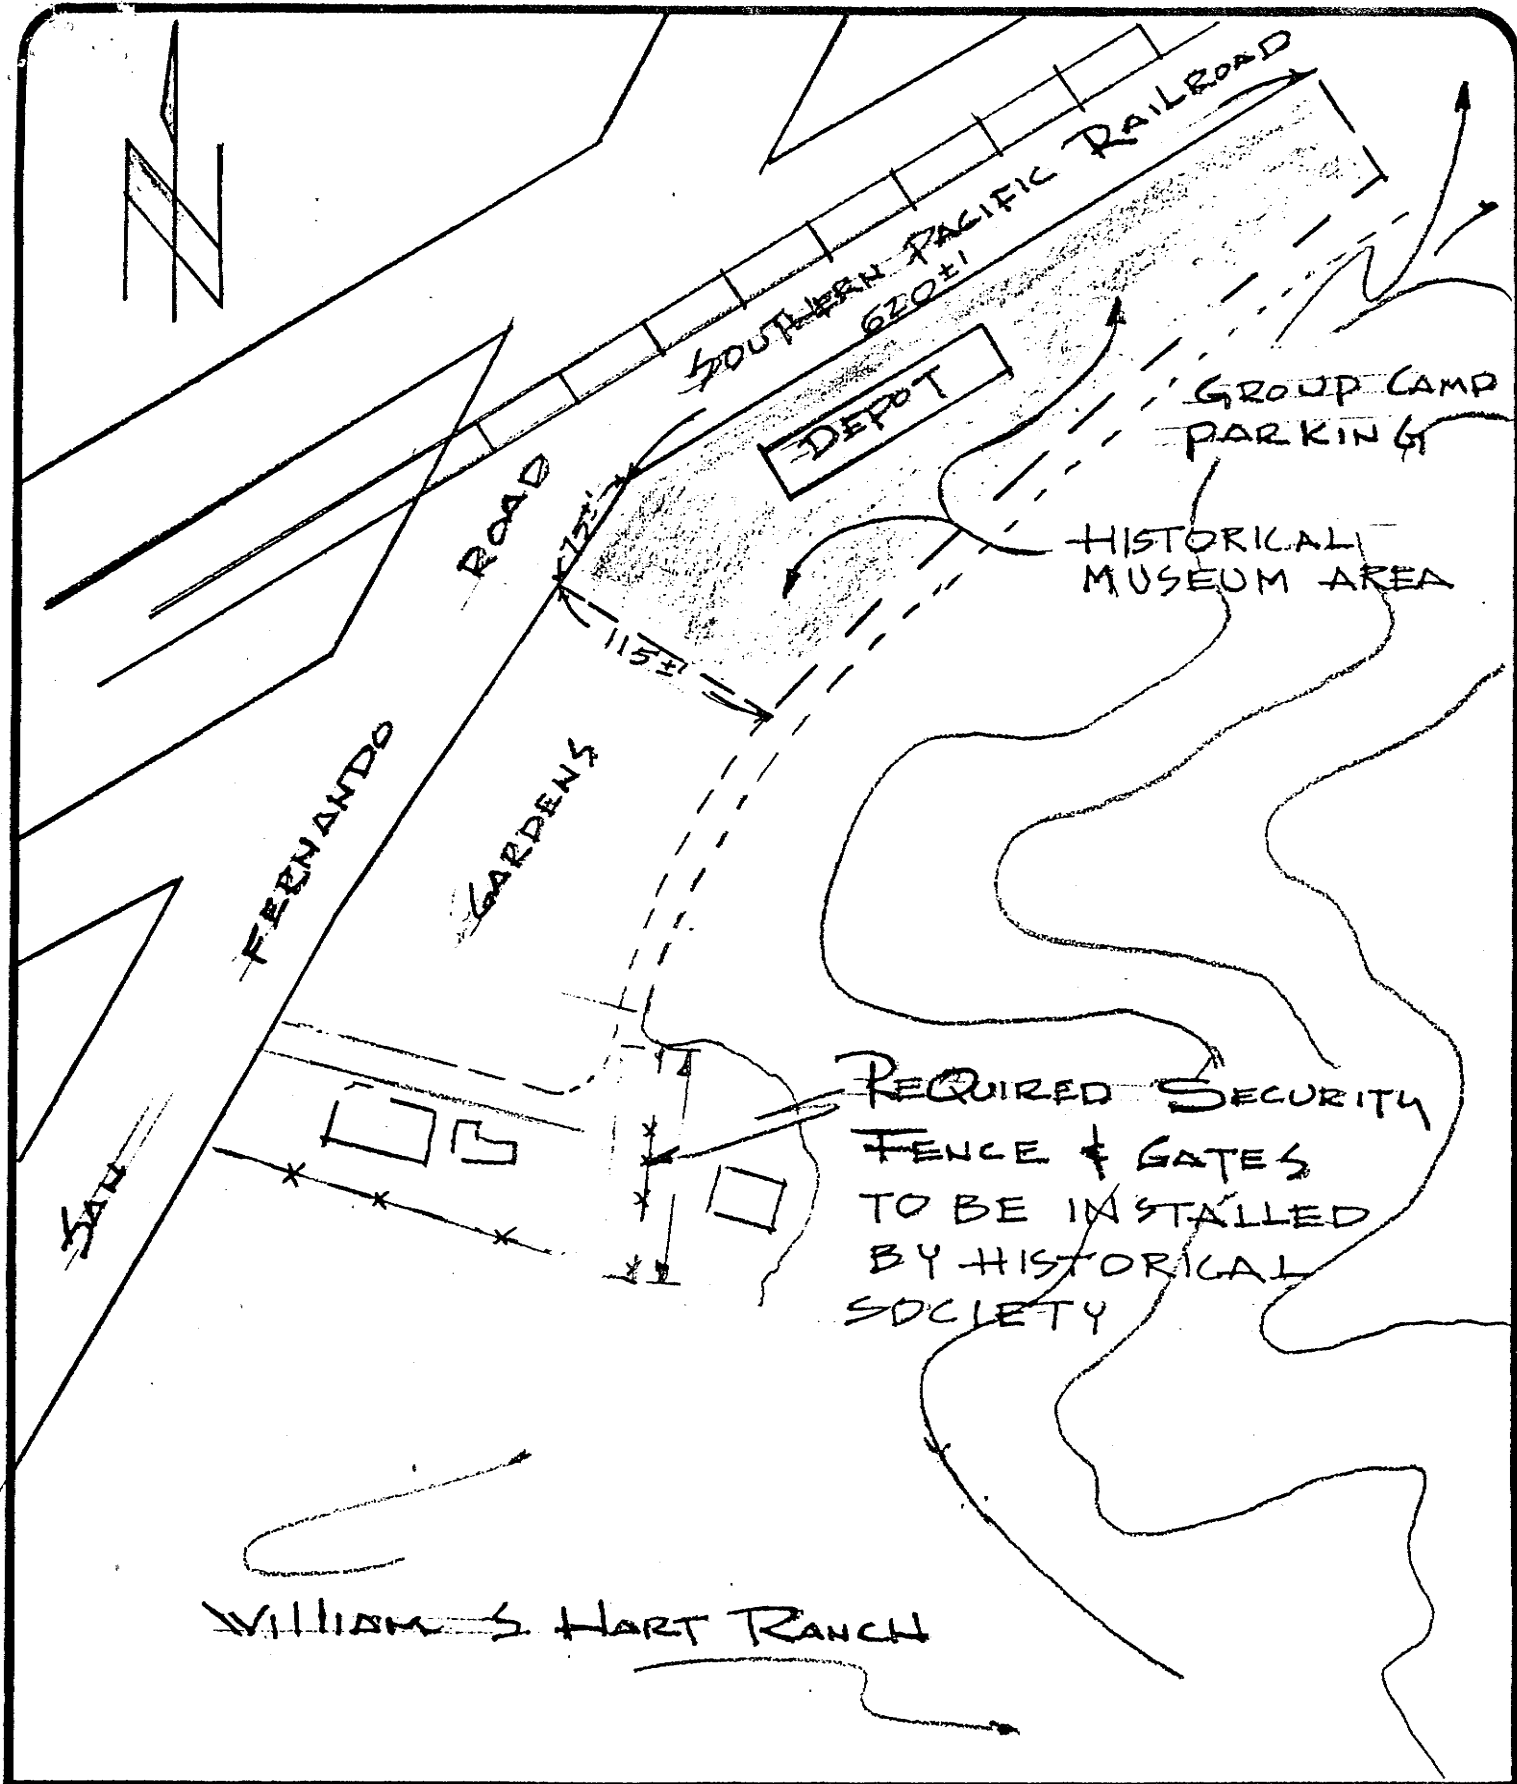 N
SOUTHERN PACIFIC RAILROAD
620±'
DEPOT
GROUP CAMP
PARKING
ROAD
75±'
HISTORICAL
MUSEUM AREA
115±'
FERNANDO
GARDENS
REQUIRED SECURITY
FENCE & GATES
TO BE INSTALLED
BY HISTORICAL
SOCIETY
SAN
WILLIAM S HART RANCH